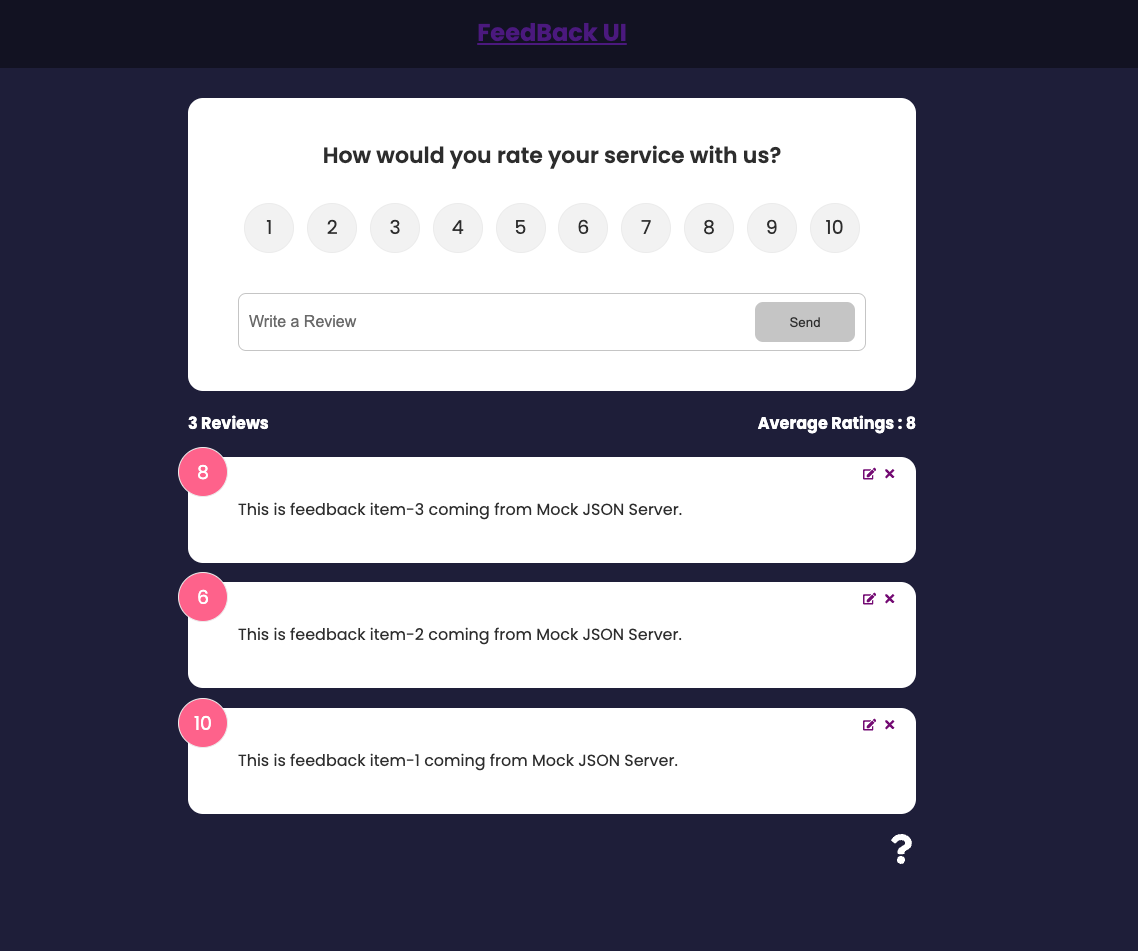 FeedBack UI
How would you rate your service with us?
1 2 3 4 5 6 7 8 9 10
Write a Review Send
3 Reviews Average Ratings : 8
8
This is feedback item-3 coming from Mock JSON Server.
6
This is feedback item-2 coming from Mock JSON Server.
10
This is feedback item-1 coming from Mock JSON Server.
?